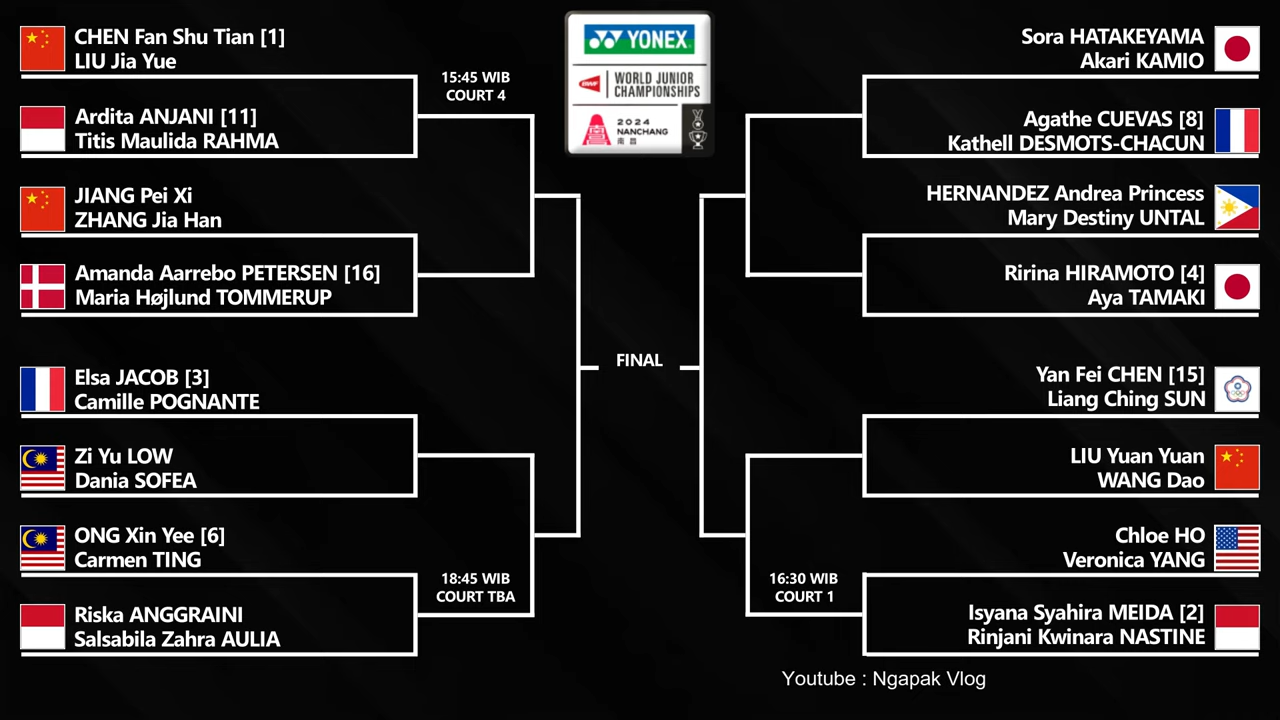 CHEN Fan Shu Tian [1]
LIU Jia Yue
Ardita ANJANI [11]
Titis Maulida RAHMA
JIANG Pei Xi
ZHANG Jia Han
Amanda Aarrebo PETERSEN [16]
Maria Højlund TOMMERUP
Elsa JACOB [3]
Camille POGNANTE
Zi Yu LOW
Dania SOFEA
ONG Xin Yee [6]
Carmen TING
Riska ANGGRAINI
Salsabila Zahra AULIA
15:45 WIB
COURT 4
18:45 WIB
COURT TBA
YONEX
BWF
WORLD JUNIOR
CHAMPIONSHIPS
2024
NANCHANG
南昌
FINAL
16:30 WIB
COURT 1
Sora HATAKEYAMA
Akari KAMIO
Agathe CUEVAS [8]
Kathell DESMOTS-CHACUN
HERNANDEZ Andrea Princess
Mary Destiny UNTAL
Ririna HIRAMOTO [4]
Aya TAMAKI
Yan Fei CHEN [15]
Liang Ching SUN
LIU Yuan Yuan
WANG Dao
Chloe HO
Veronica YANG
Isyana Syahira MEIDA [2]
Rinjani Kwinara NASTINE
Youtube : Ngapak Vlog